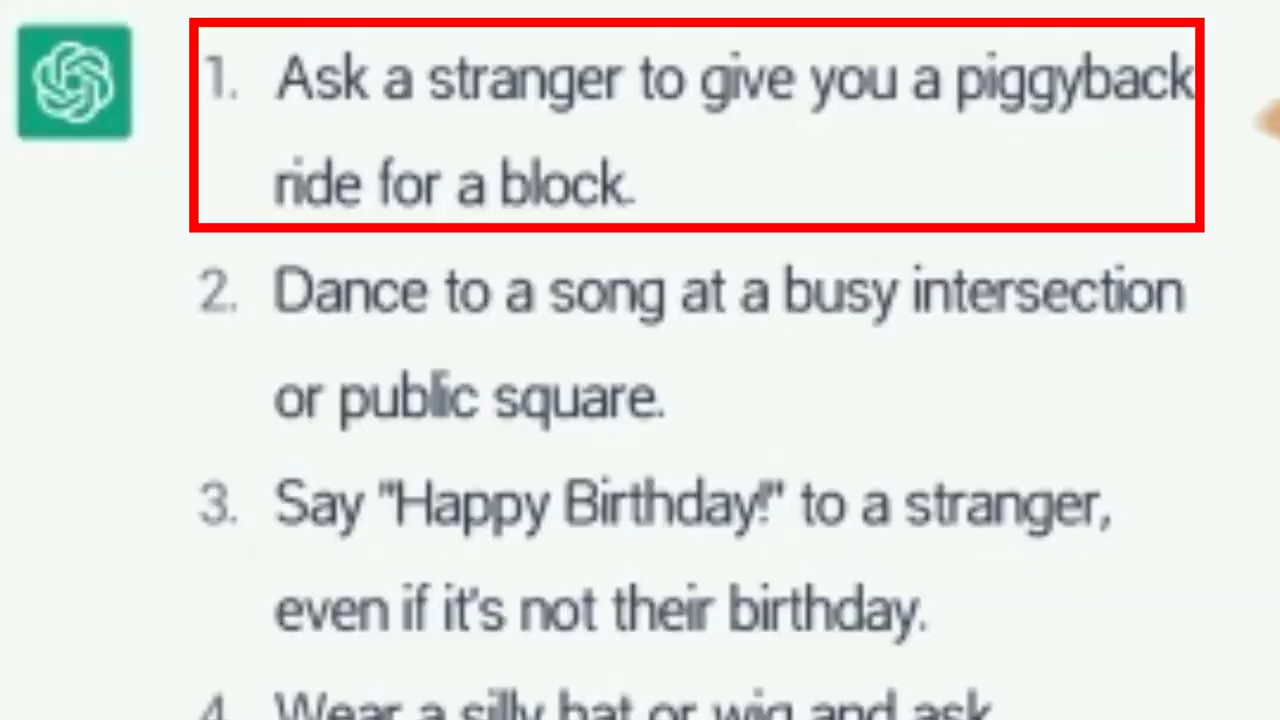 1. Ask a stranger to give you a piggyback
ride for a block.
2. Dance to a song at a busy intersection
or public square.
3. Say "Happy Birthday!" to a stranger,
even if it's not their birthday.
4. Wear a silly hat or wig and ask